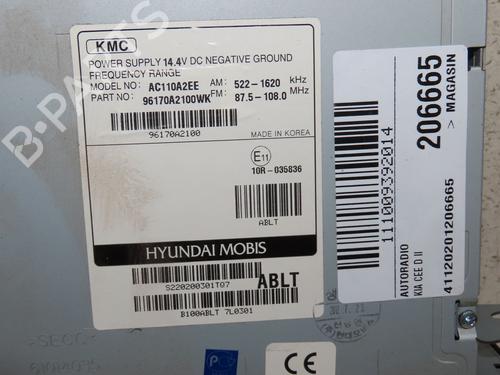 KMC
POWER SUPPLY 14.4V DC NEGATIVE GROUND
FREQUENCY RANGE
MODEL NO. AC110A2EE AM: 522-1620 kHz
PART NO. 96170A2100WK FM: 87.5-108.0 MHz
96170A2100
MADE IN KOREA
E11
10R-035836
ABLT
HYUNDAI MOBIS
S220200301T07
ABLT
B100ABLT 7L0301
111009392014
206665
> MAGASIN
AUTORADIO
KIA CEE D II
41120201206665
B-PARTS
CE